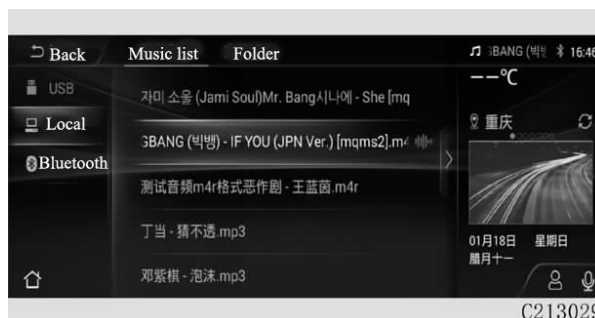 Back
Music list
Folder
BANG (빅뱅
16:46
USB
Local
Bluetooth
자미 소울 (Jami Soul)Mr. Bang시나에 - She [mq
GBANG (빅뱅) - IF YOU (JPN Ver.) [mqms2].m4
测试音频m4r格式恶作剧 - 王蓝茵.m4r
丁当 - 猜不透.mp3
邓紫棋 - 泡沫.mp3
--℃
重庆
01月18日 星期日
腊月十一
C213029